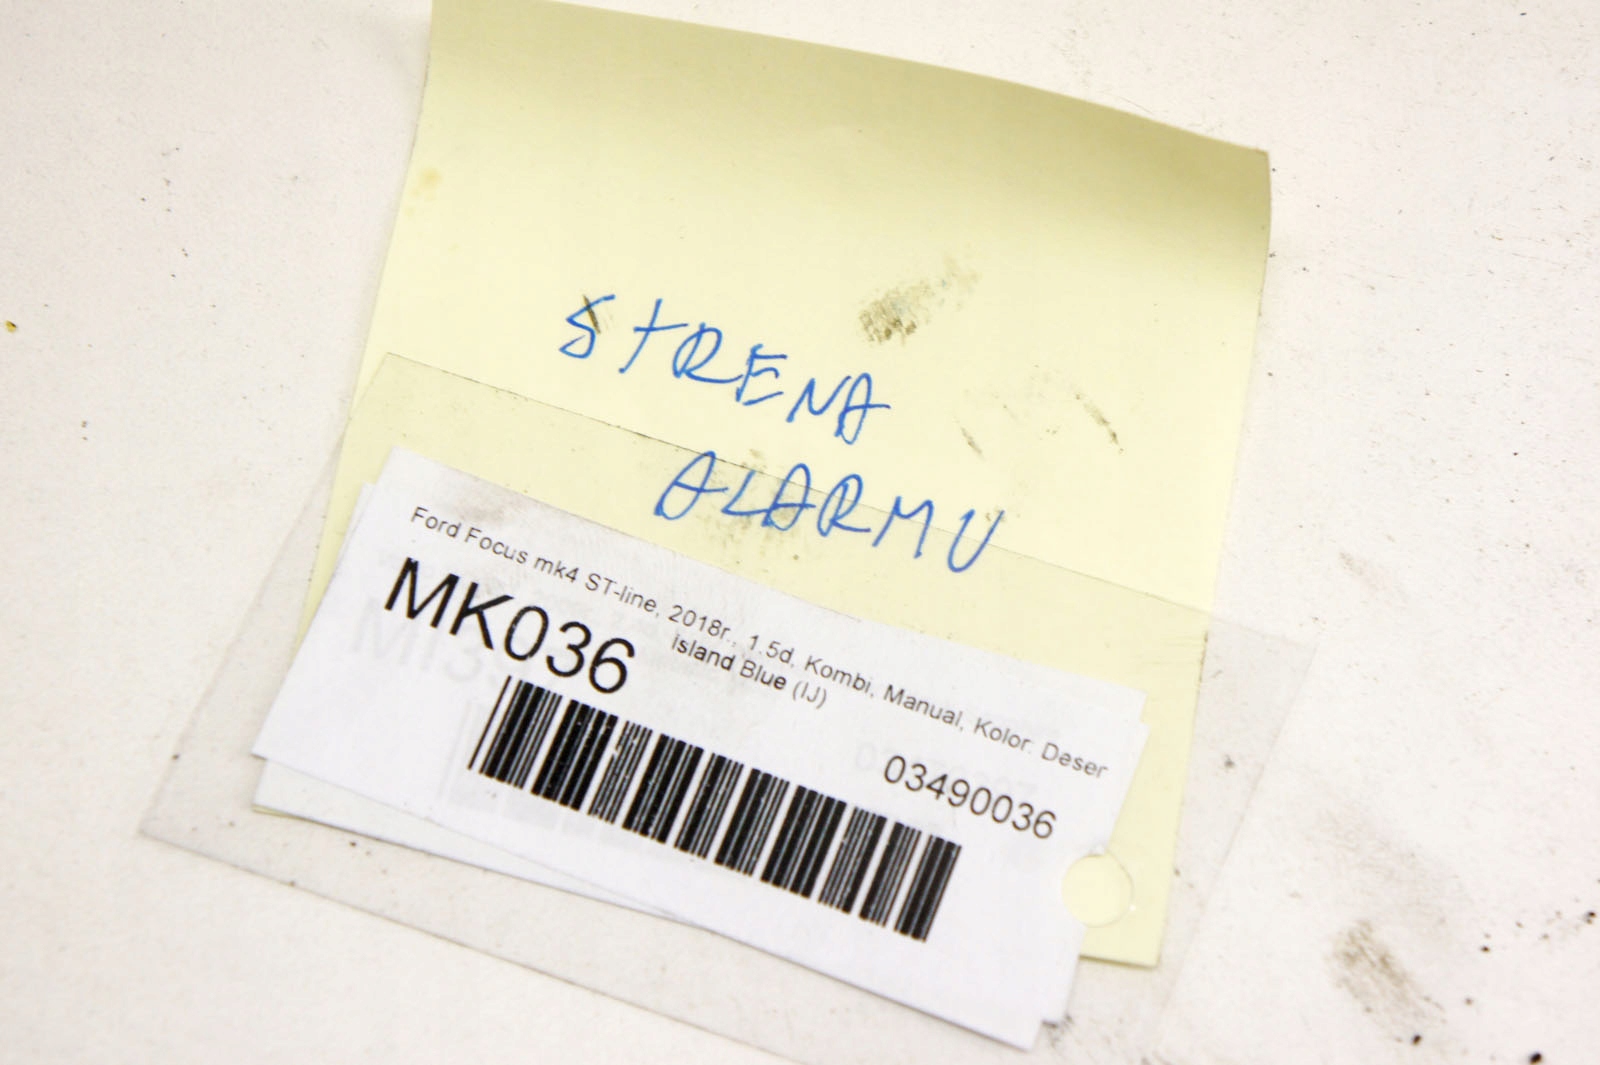 STRENA
ALARMU
Ford Focus mk4 ST-line, 2018r., 1.5d, Kombi, Manual, Kolor: Deser
MK036
island Blue (IJ)
03490036